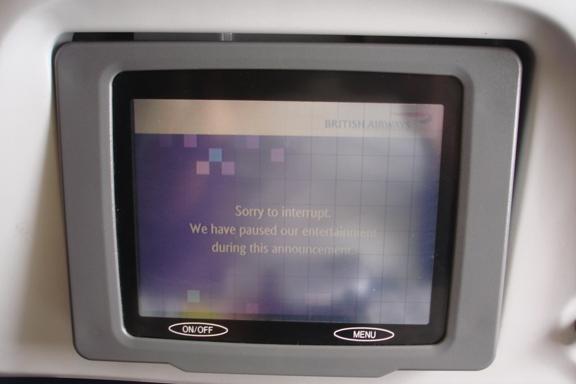 BRITISH AIRWAYS
Sorry to interrupt.
We have paused our entertainment
during this announcement.
ON/OFF
MENU